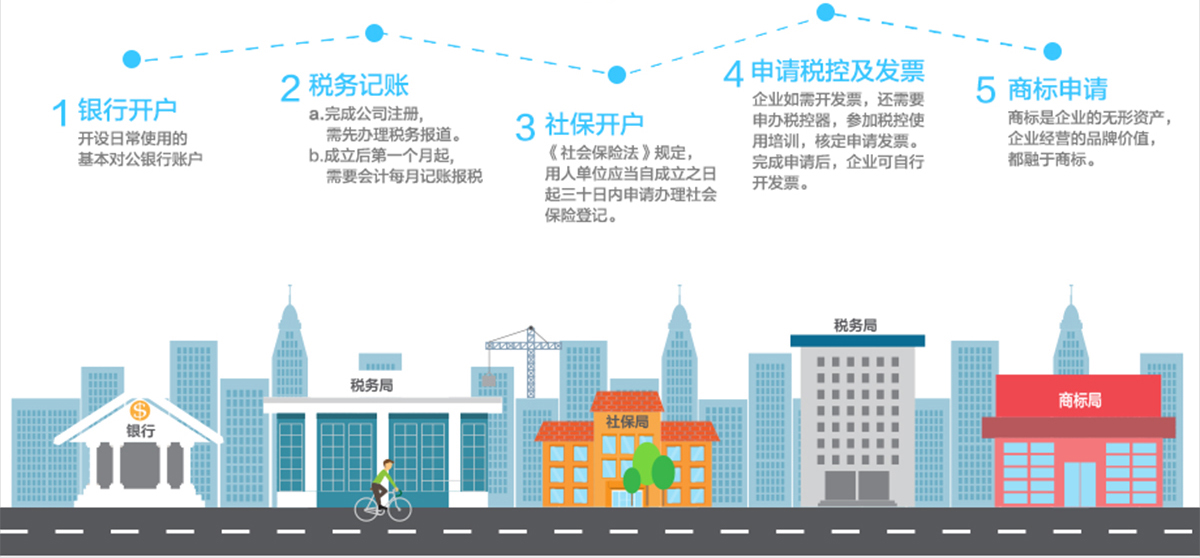 1 银行开户
开设日常使用的
基本对公银行账户
2 税务记账
a.完成公司注册，
需先办理税务报道。
b.成立后第一个月起，
需要会计每月记账报税
3 社保开户
《社会保险法》规定，
用人单位应当自成立之日
起三十日内申请办理社会
保险登记。
4 申请税控及发票
企业如需开发票，还需要
申办税控器，参加税控使
用培训，核定申请发票。
完成申请后，企业可自行
开发票。
5 商标申请
商标是企业的无形资产，
企业经营的品牌价值，
都融于商标。
银行
税务局
社保局
税务局
商标局